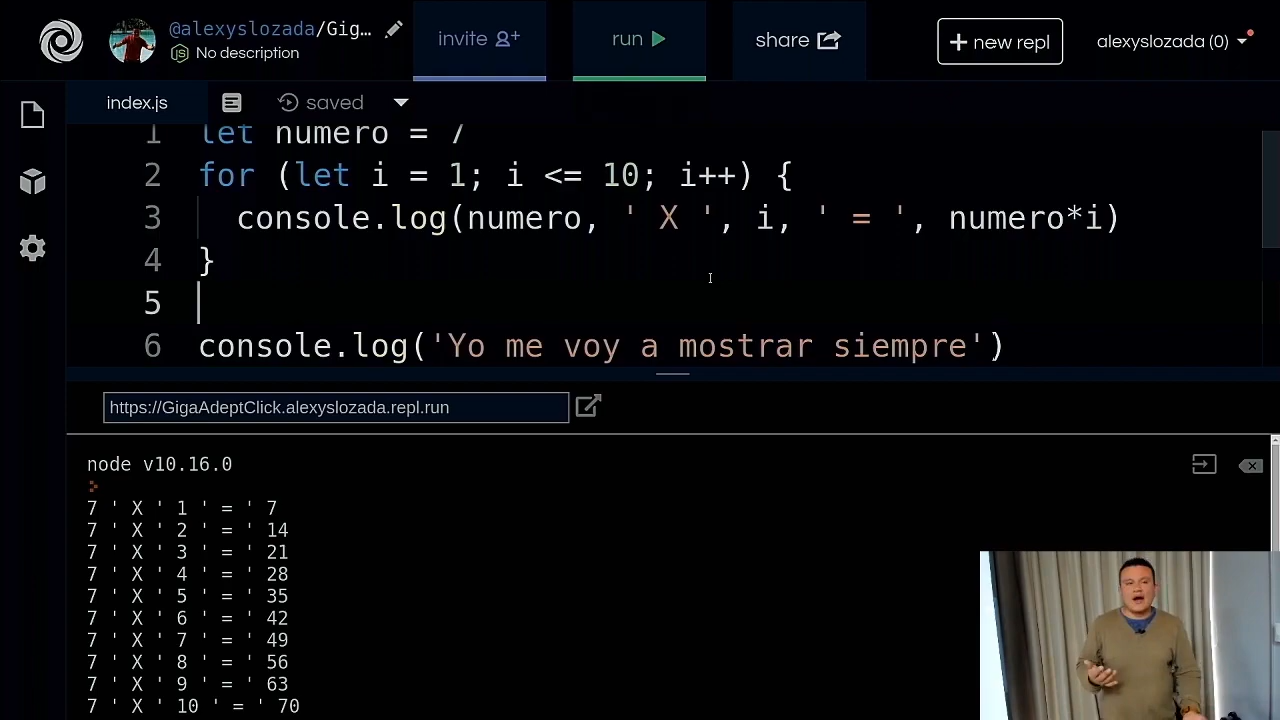 @alexyslozada/Gig...
No description
invite
run
share
+ new repl
alexyslozada (0)
index.js
saved
1 let numero = 7
2 for (let i = 1; i <= 10; i++) {
3 console.log(numero, ' X ', i, ' = ', numero*i)
4 }
5
6 console.log('Yo me voy a mostrar siempre')
https://GigaAdeptClick.alexyslozada.repl.run
node v10.16.0
7 ' X ' 1 ' = ' 7
7 ' X ' 2 ' = ' 14
7 ' X ' 3 ' = ' 21
7 ' X ' 4 ' = ' 28
7 ' X ' 5 ' = ' 35
7 ' X ' 6 ' = ' 42
7 ' X ' 7 ' = ' 49
7 ' X ' 8 ' = ' 56
7 ' X ' 9 ' = ' 63
7 ' X ' 10 ' = ' 70